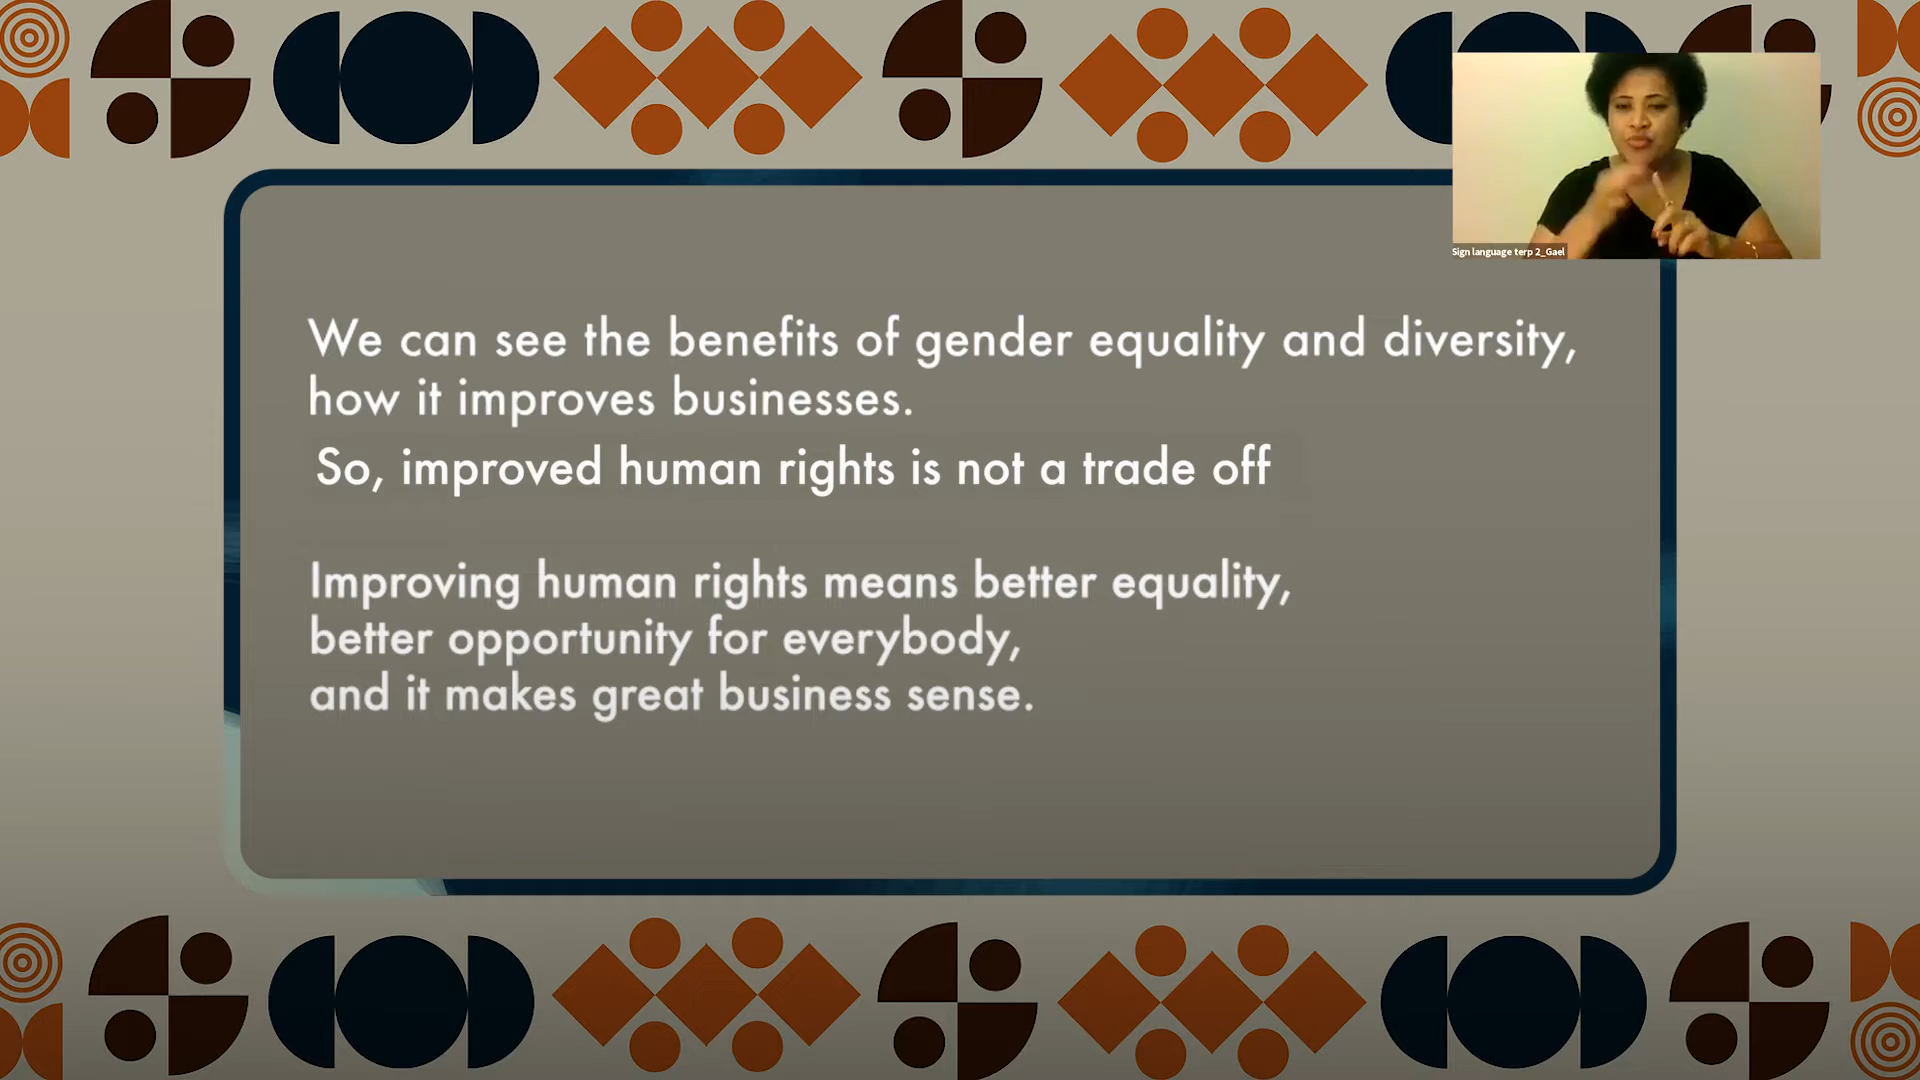 Sign language terp 2_Gael
We can see the benefits of gender equality and diversity,
how it improves businesses.
So, improved human rights is not a trade off
Improving human rights means better equality,
better opportunity for everybody,
and it makes great business sense.